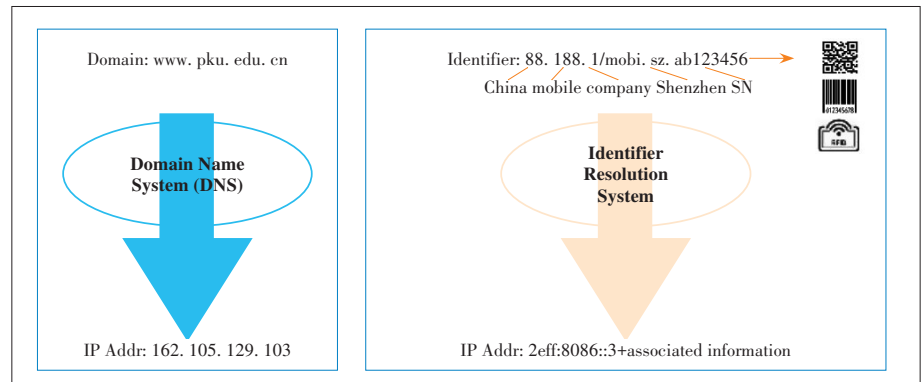 Domain: www. pku. edu. cn
Domain Name
System (DNS)
IP Addr: 162. 105. 129. 103
Identifier: 88. 188. 1/mobi. sz. ab123456
China mobile company Shenzhen SN
012345678
RFID
Identifier
Resolution
System
IP Addr: 2eff:8086::3+associated information